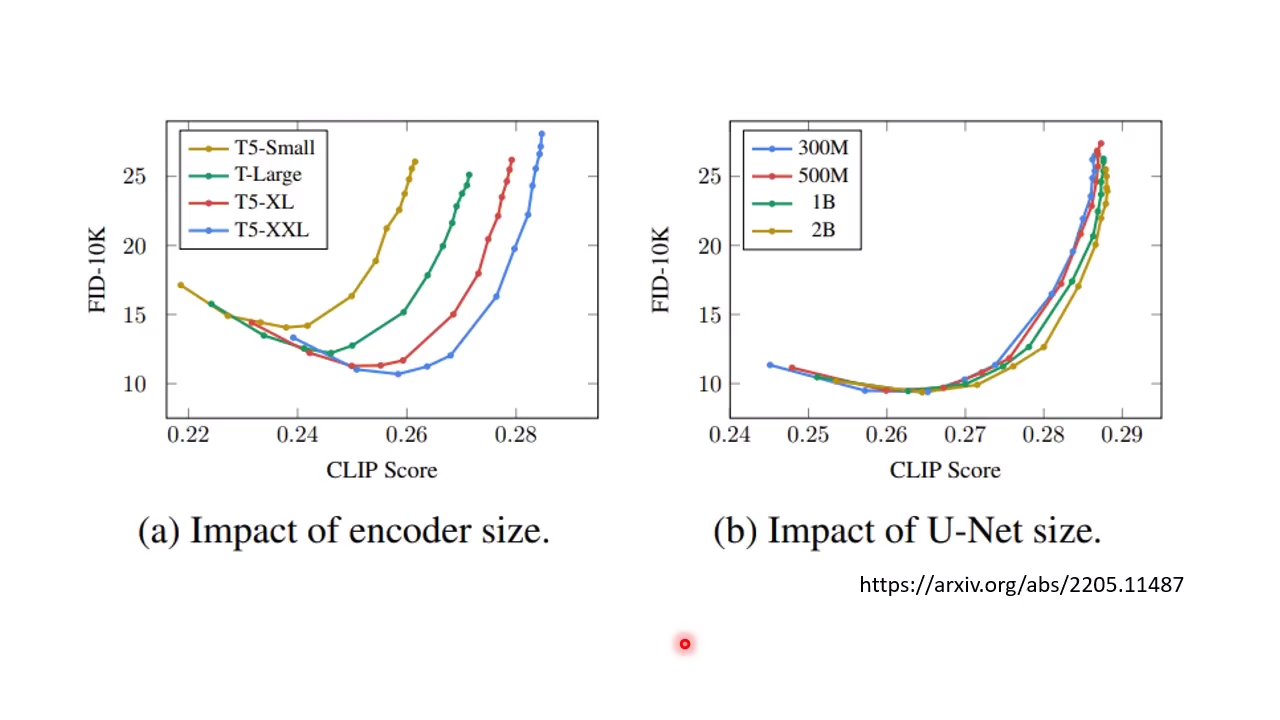 T5-Small
T-Large
T5-XL
T5-XXL
25
20
15
10
FID-10K
0.22 0.24 0.26 0.28
CLIP Score
(a) Impact of encoder size.
300M
500M
1B
2B
25
20
15
10
FID-10K
0.24 0.25 0.26 0.27 0.28 0.29
CLIP Score
(b) Impact of U-Net size.
https://arxiv.org/abs/2205.11487